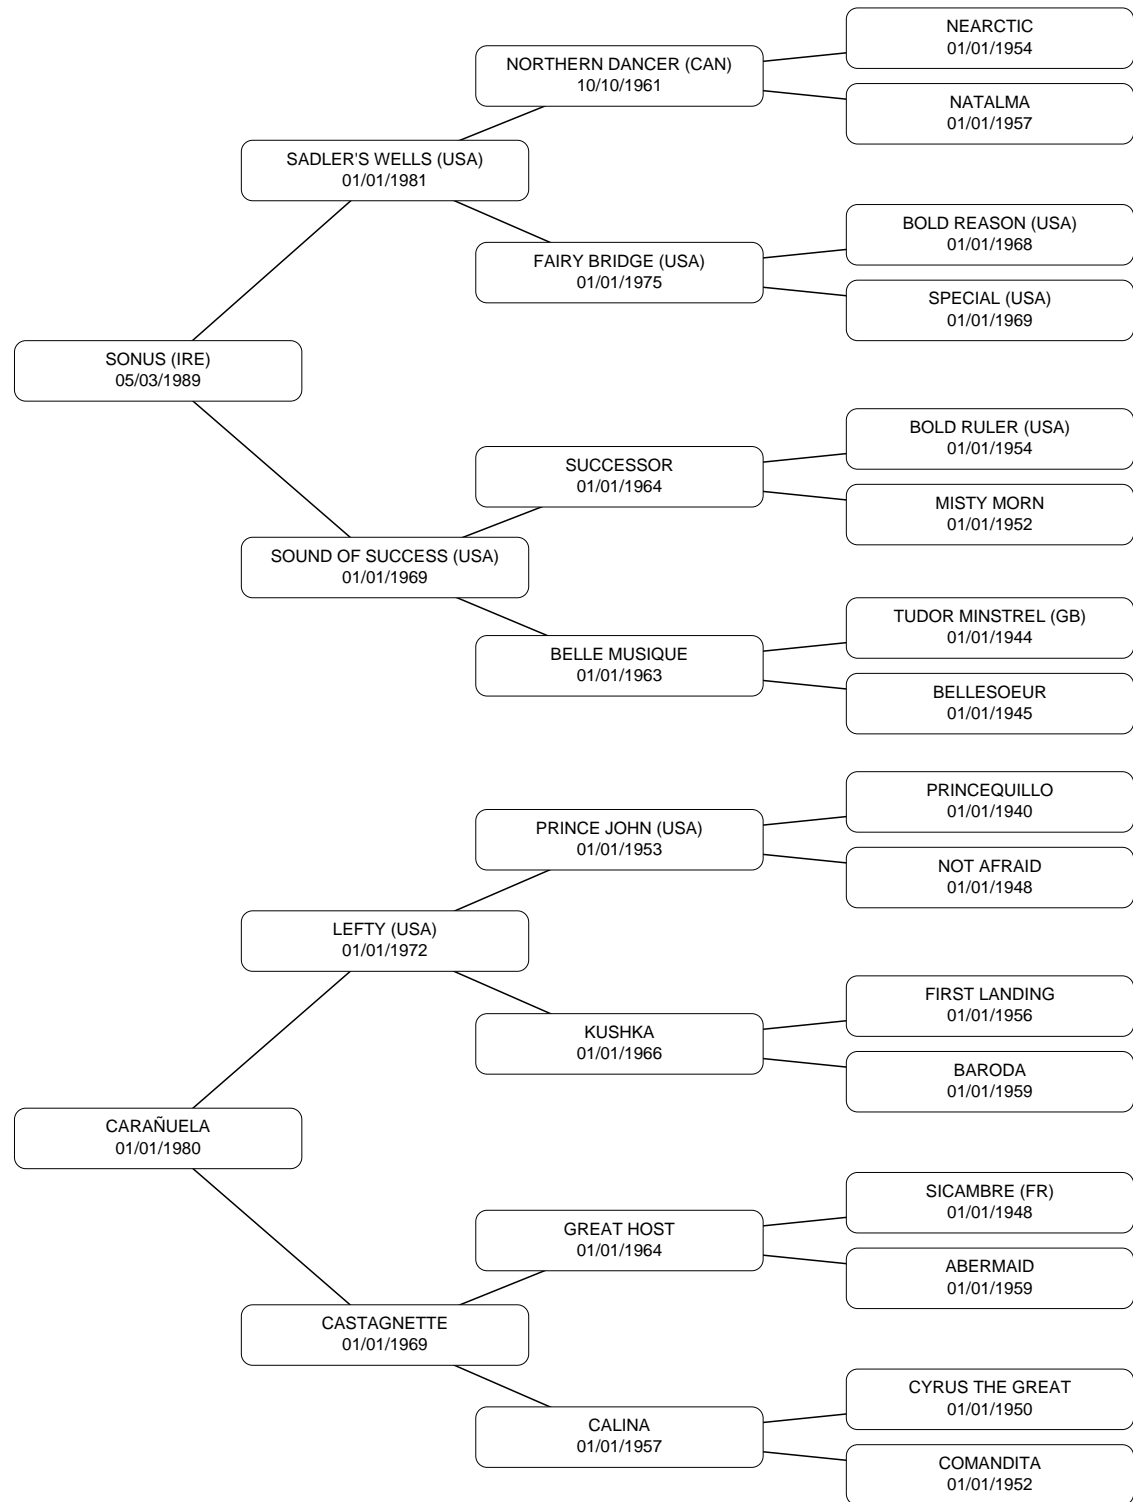 NEARCTIC
01/01/1954
NORTHERN DANCER (CAN)
10/10/1961
NATALMA
01/01/1957
SADLER'S WELLS (USA)
01/01/1981
BOLD REASON (USA)
01/01/1968
FAIRY BRIDGE (USA)
01/01/1975
SPECIAL (USA)
01/01/1969
SONUS (IRE)
05/03/1989
BOLD RULER (USA)
01/01/1954
SUCCESSOR
01/01/1964
MISTY MORN
01/01/1952
SOUND OF SUCCESS (USA)
01/01/1969
TUDOR MINSTREL (GB)
01/01/1944
BELLE MUSIQUE
01/01/1963
BELLESOEUR
01/01/1945
PRINCEQUILLO
01/01/1940
PRINCE JOHN (USA)
01/01/1953
NOT AFRAID
01/01/1948
LEFTY (USA)
01/01/1972
FIRST LANDING
01/01/1956
KUSHKA
01/01/1966
BARODA
01/01/1959
CARAÑUELA
01/01/1980
SICAMBRE (FR)
01/01/1948
GREAT HOST
01/01/1964
ABERMAID
01/01/1959
CASTAGNETTE
01/01/1969
CYRUS THE GREAT
01/01/1950
CALINA
01/01/1957
COMANDITA
01/01/1952